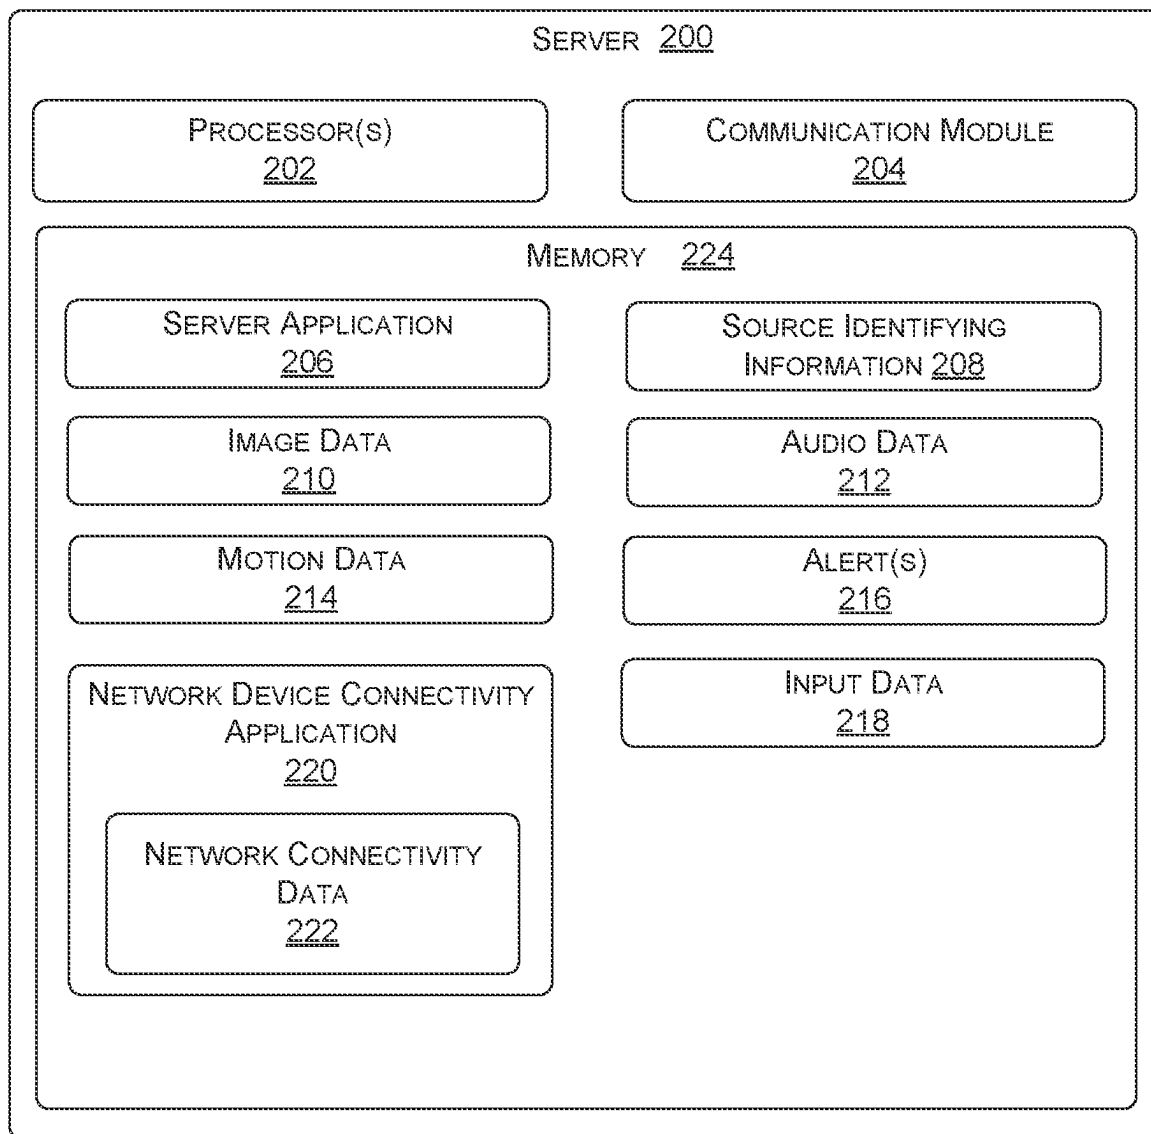 SERVER 200
PROCESSOR(S)
202
COMMUNICATION MODULE
204
MEMORY 224
SERVER APPLICATION
206
SOURCE IDENTIFYING
INFORMATION 208
IMAGE DATA
210
AUDIO DATA
212
MOTION DATA
214
ALERT(S)
216
NETWORK DEVICE CONNECTIVITY
APPLICATION
220
INPUT DATA
218
NETWORK CONNECTIVITY
DATA
222